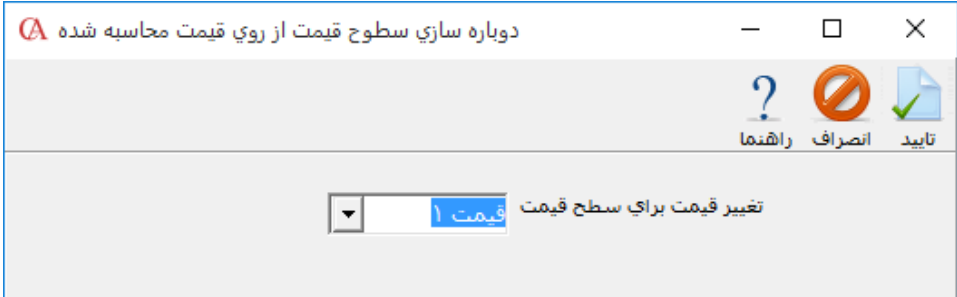 دوباره سازي سطوح قيمت از روي قيمت محاسبه شده
تاييد انصراف راهنما
تغيير قيمت براي سطح قيمت قيمت ۱